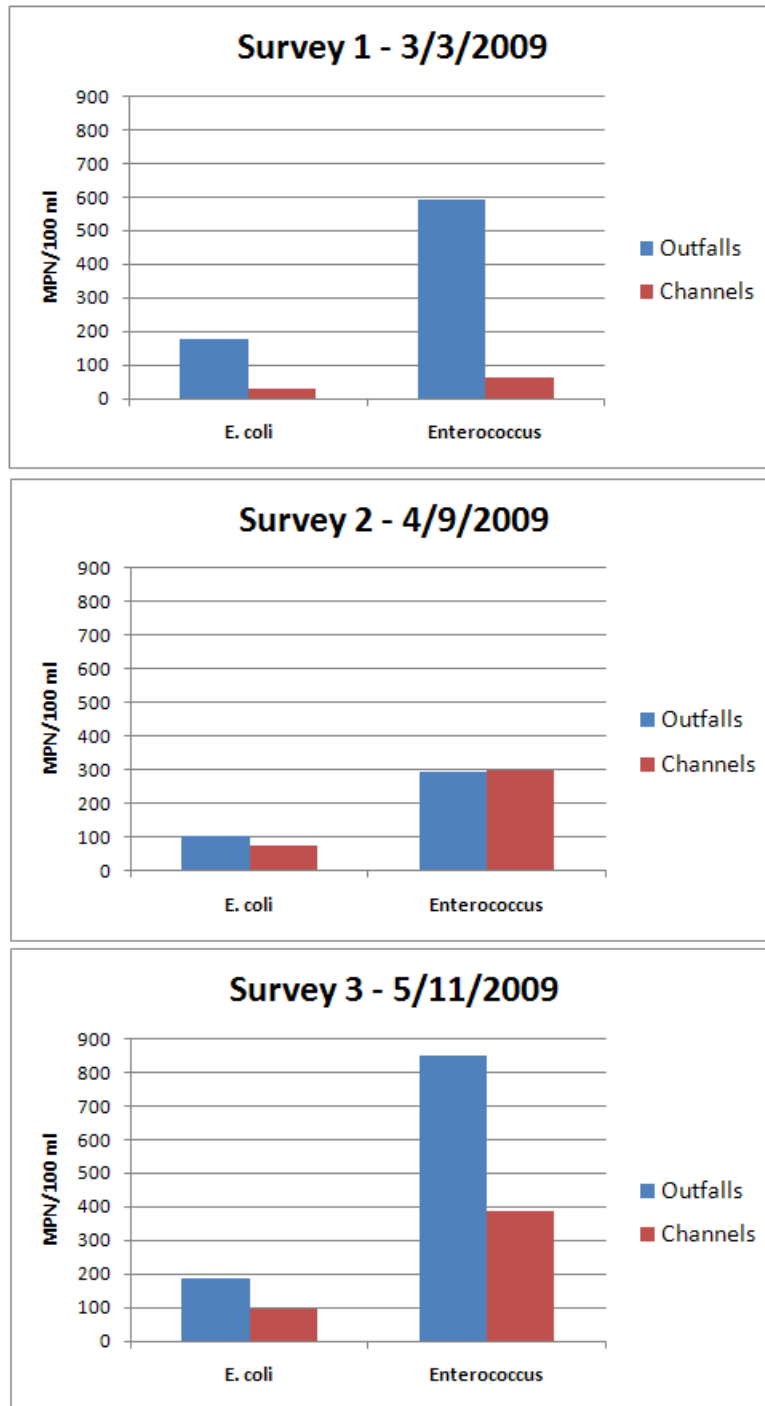 Survey 1 - 3/3/2009
900
800
700
600
500
400
300
200
100
0
MPN/100 ml
E. coli
Enterococcus
Outfalls
Channels
Survey 2 - 4/9/2009
900
800
700
600
500
400
300
200
100
0
MPN/100 ml
E. coli
Enterococcus
Outfalls
Channels
Survey 3 - 5/11/2009
900
800
700
600
500
400
300
200
100
0
MPN/100 ml
E. coli
Enterococcus
Outfalls
Channels